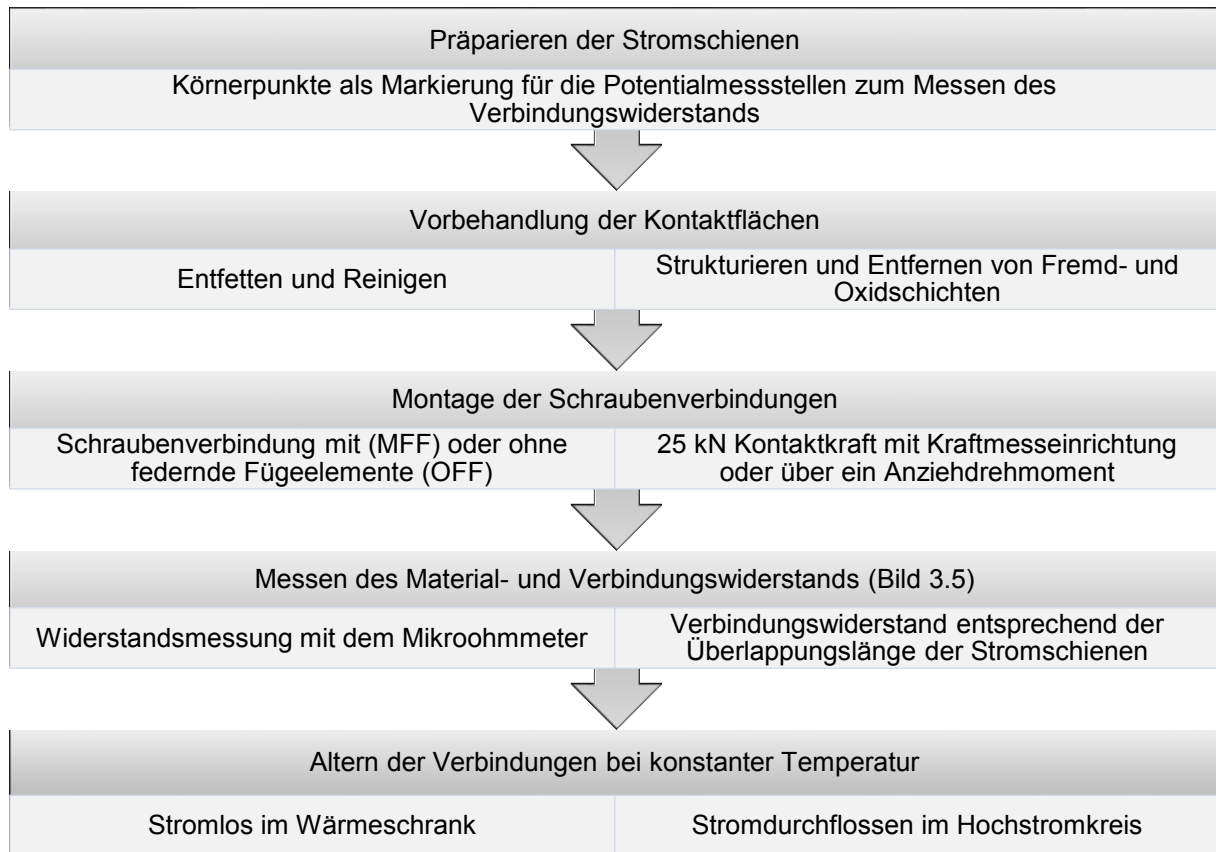 Präparieren der Stromschienen
Körnerpunkte als Markierung für die Potentialmessstellen zum Messen des
Verbindungswiderstands
Vorbehandlung der Kontaktflächen
Entfetten und Reinigen
Strukturieren und Entfernen von Fremd- und
Oxidschichten
Montage der Schraubenverbindungen
Schraubenverbindung mit (MFF) oder ohne
federnde Fügeelemente (OFF)
25 kN Kontaktkraft mit Kraftmesseinrichtung
oder über ein Anziehdrehmoment
Messen des Material- und Verbindungswiderstands (Bild 3.5)
Widerstandsmessung mit dem Mikroohmmeter
Verbindungswiderstand entsprechend der
Überlappungslänge der Stromschienen
Altern der Verbindungen bei konstanter Temperatur
Stromlos im Wärmeschrank
Stromdurchflossen im Hochstromkreis